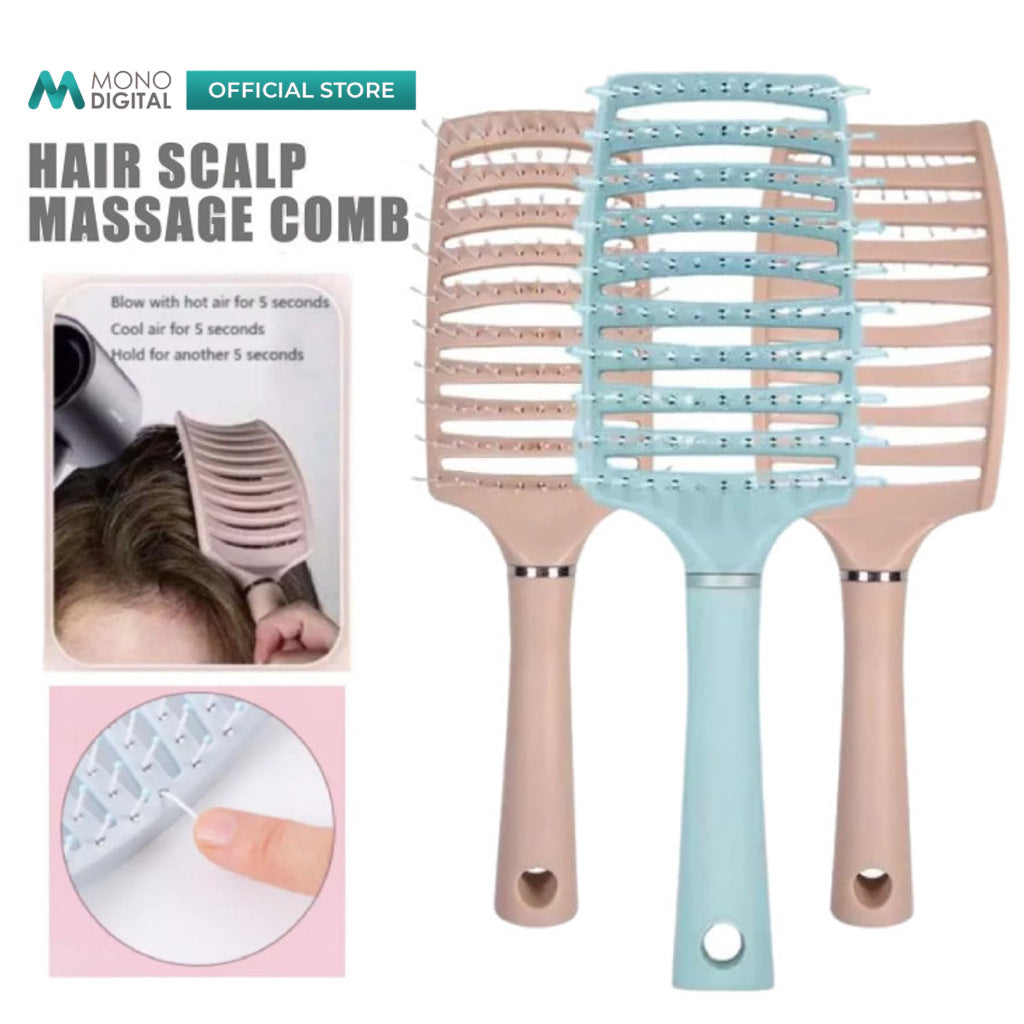 MONO
DIGITAL
OFFICIAL STORE
HAIR SCALP
MASSAGE COMB
Blow with hot air for 5 seconds
Cool air for 5 seconds
Hold for another 5 seconds